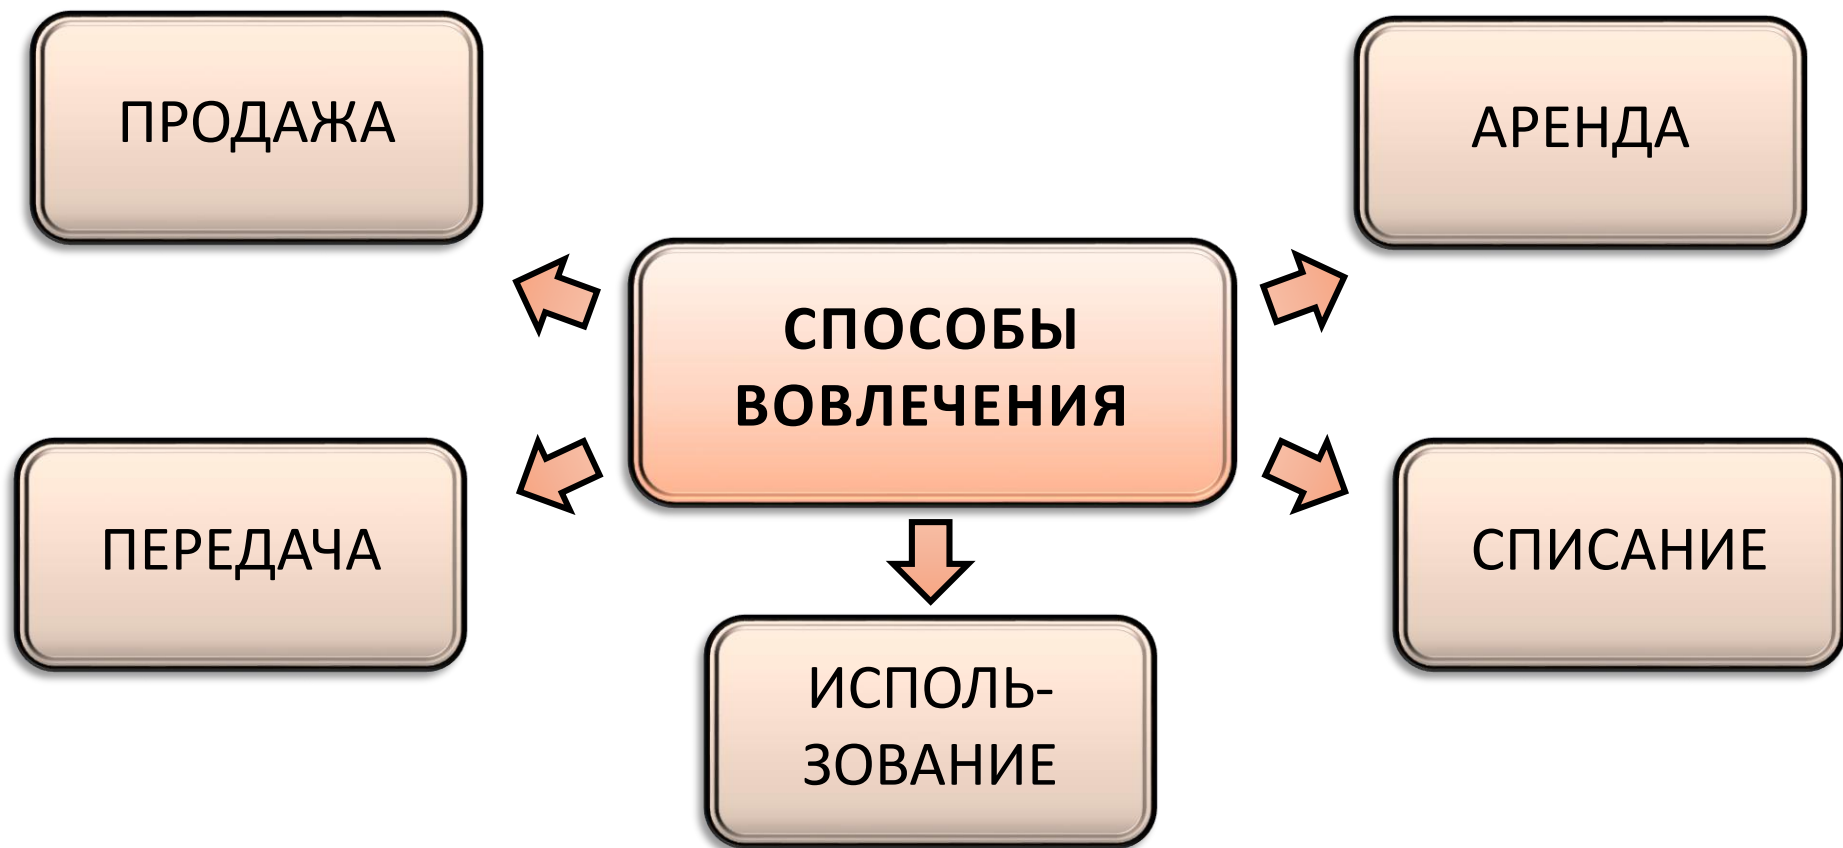 ПРОДАЖА
АРЕНДА
СПОСОБЫ
ВОВЛЕЧЕНИЯ
ПЕРЕДАЧА
СПИСАНИЕ
ИСПОЛЬ-
ЗОВАНИЕ